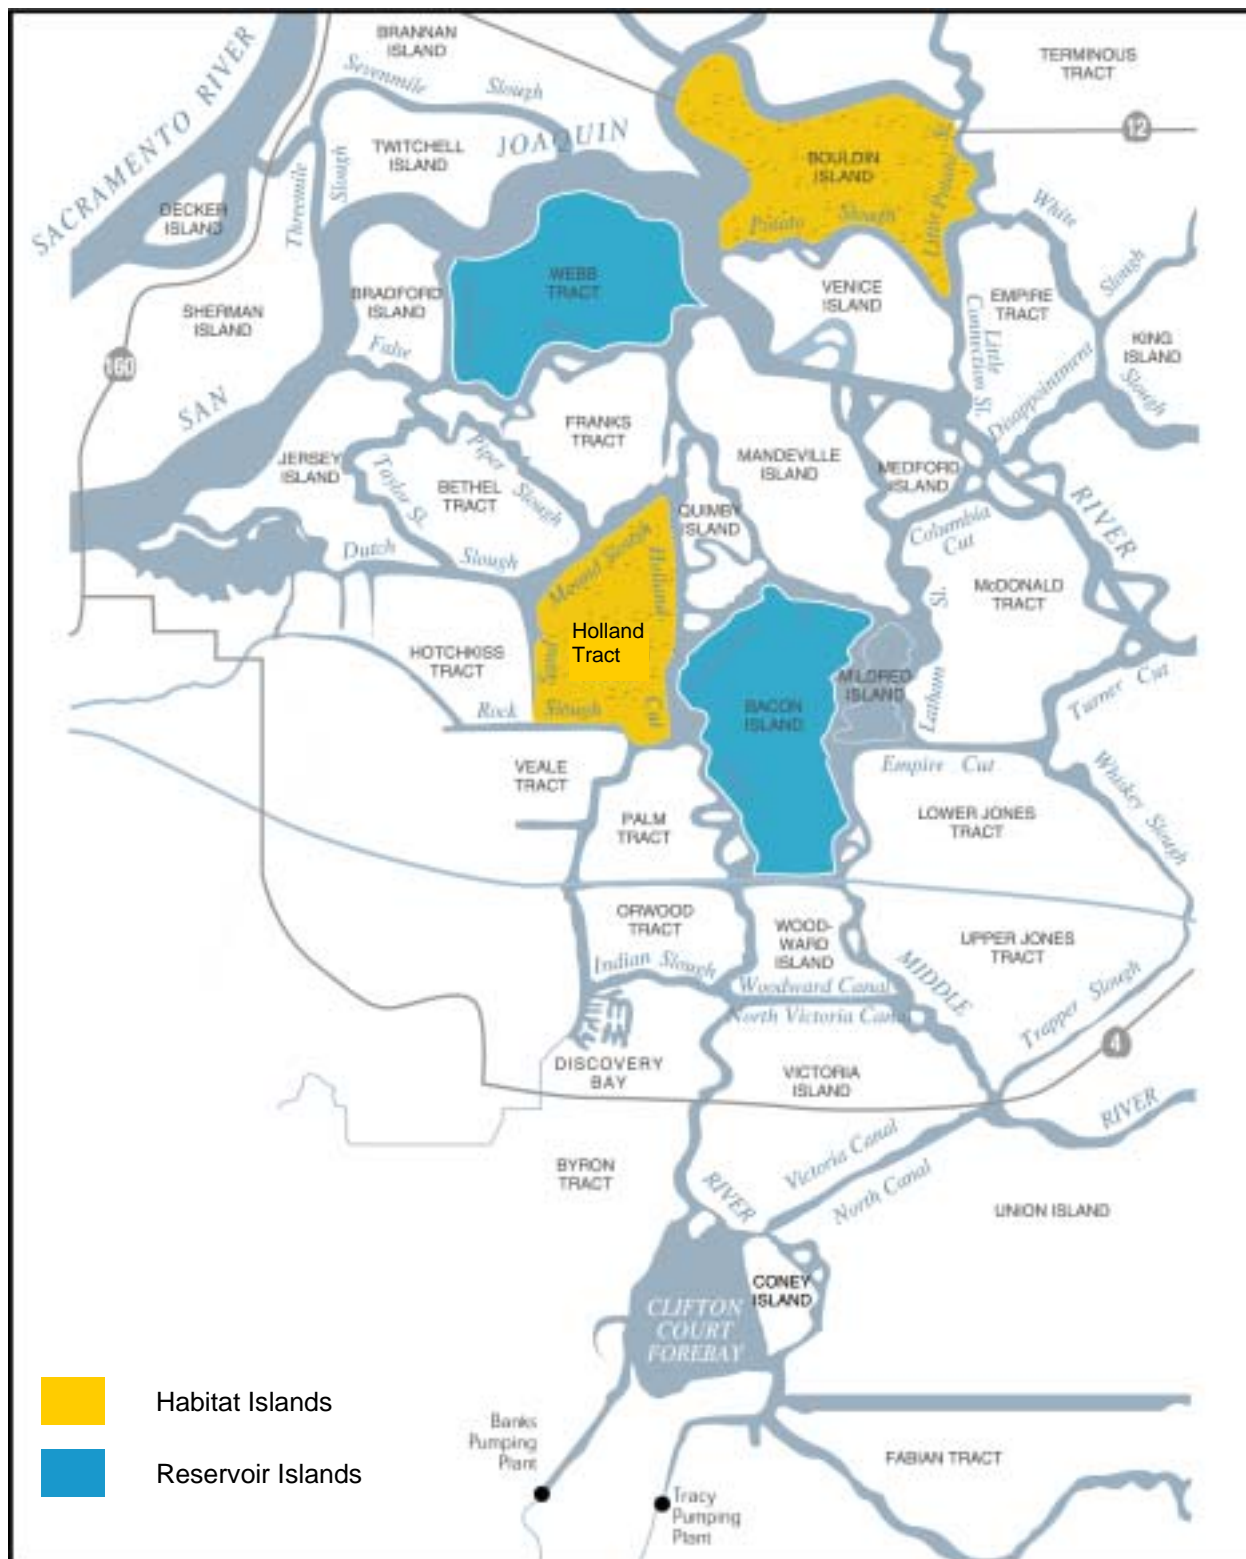 BRANNAN
ISLAND
TERMINOUS
TRACT
SACRAMENTO RIVER
Sevenmile
Slough
JOAQUIN
12
TWITCHELL
ISLAND
Threemile
Slough
BOULDIN
ISLAND
Little Potato Sl.
Potato
Slough
White
Slough
DECKER
ISLAND
WEBB
TRACT
VENICE
ISLAND
EMPIRE
TRACT
BRADFORD
ISLAND
SHERMAN
ISLAND
KING
ISLAND
False
Little
Connection Sl.
Disappointment
Slough
160
SAN
FRANKS
TRACT
MANDEVILLE
ISLAND
MEDFORD
ISLAND
JERSEY
ISLAND
Taylor Sl.
BETHEL
TRACT
Piper
Slough
QUIMBY
ISLAND
RIVER
Columbia
Cut
Dutch
Slough
Mound Slough
Holland
Cut
McDONALD
TRACT
Latham
Sl.
Holland
Tract
Sand
Slough
HOTCHKISS
TRACT
MILDRED
ISLAND
Rock
BACON
ISLAND
Turner Cut
VEALE
TRACT
Empire Cut
Whiskey Slough
PALM
TRACT
LOWER JONES
TRACT
ORWOOD
TRACT
WOOD-
WARD
ISLAND
UPPER JONES
TRACT
Indian Slough
Woodward Canal
MIDDLE
North Victoria Canal
Trapper Slough
4
DISCOVERY
BAY
VICTORIA
ISLAND
RIVER
Victoria Canal
North Canal
BYRON
TRACT
RIVER
UNION ISLAND
CONEY
ISLAND
CLIFTON
COURT
FOREBAY
Habitat Islands
Reservoir Islands
Banks
Pumping
Plant
Tracy
Pumping
Plant
FABIAN TRACT